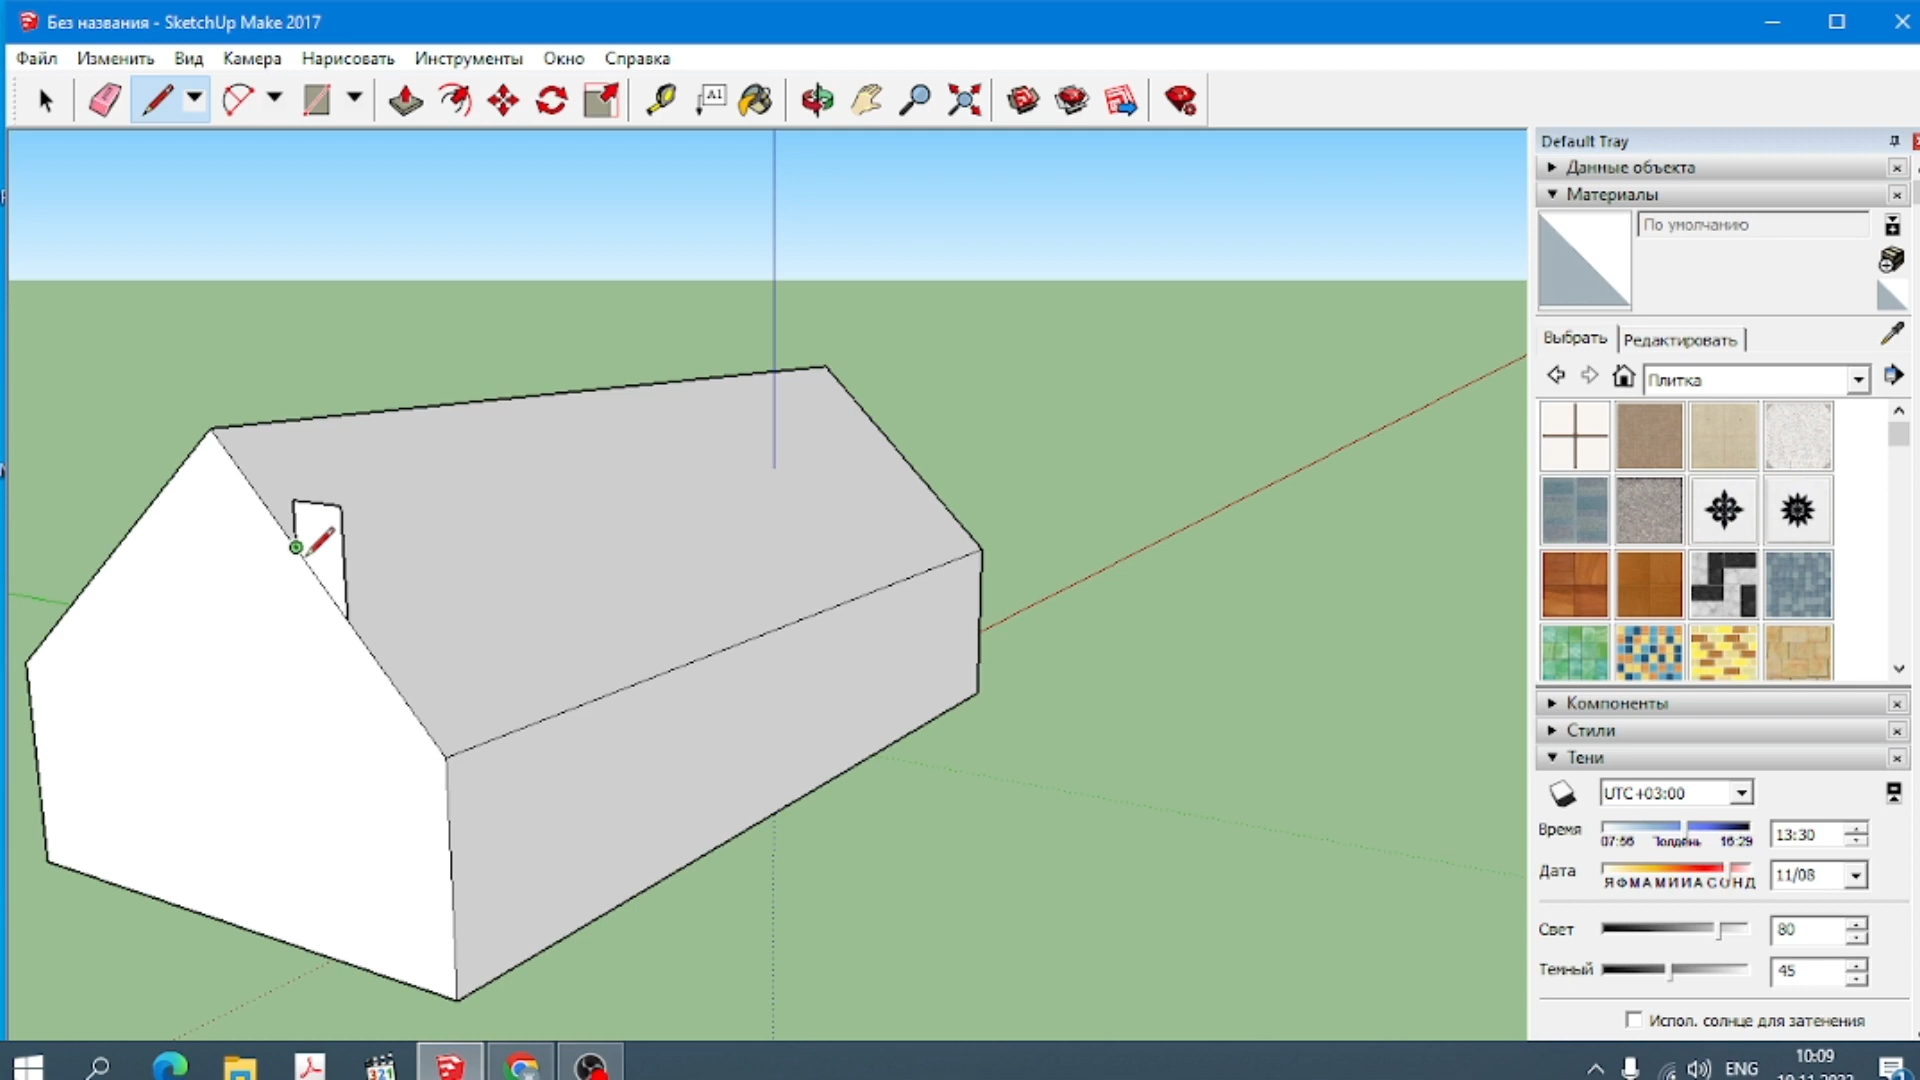 Без названия - SketchUp Make 2017
Файл Изменить Вид Камера Нарисовать Инструменты Окно Справка
A1
Default Tray
Данные объекта
Материалы
По умолчанию
Выбрать Редактировать
Плитка
Компоненты
Стили
Тени
UTC+03:00
Время 07:56 16:29 13:30
Дата 11/08
Свет 80
Темный 45
Испол. солнце для затенения
321
ENG
10:09